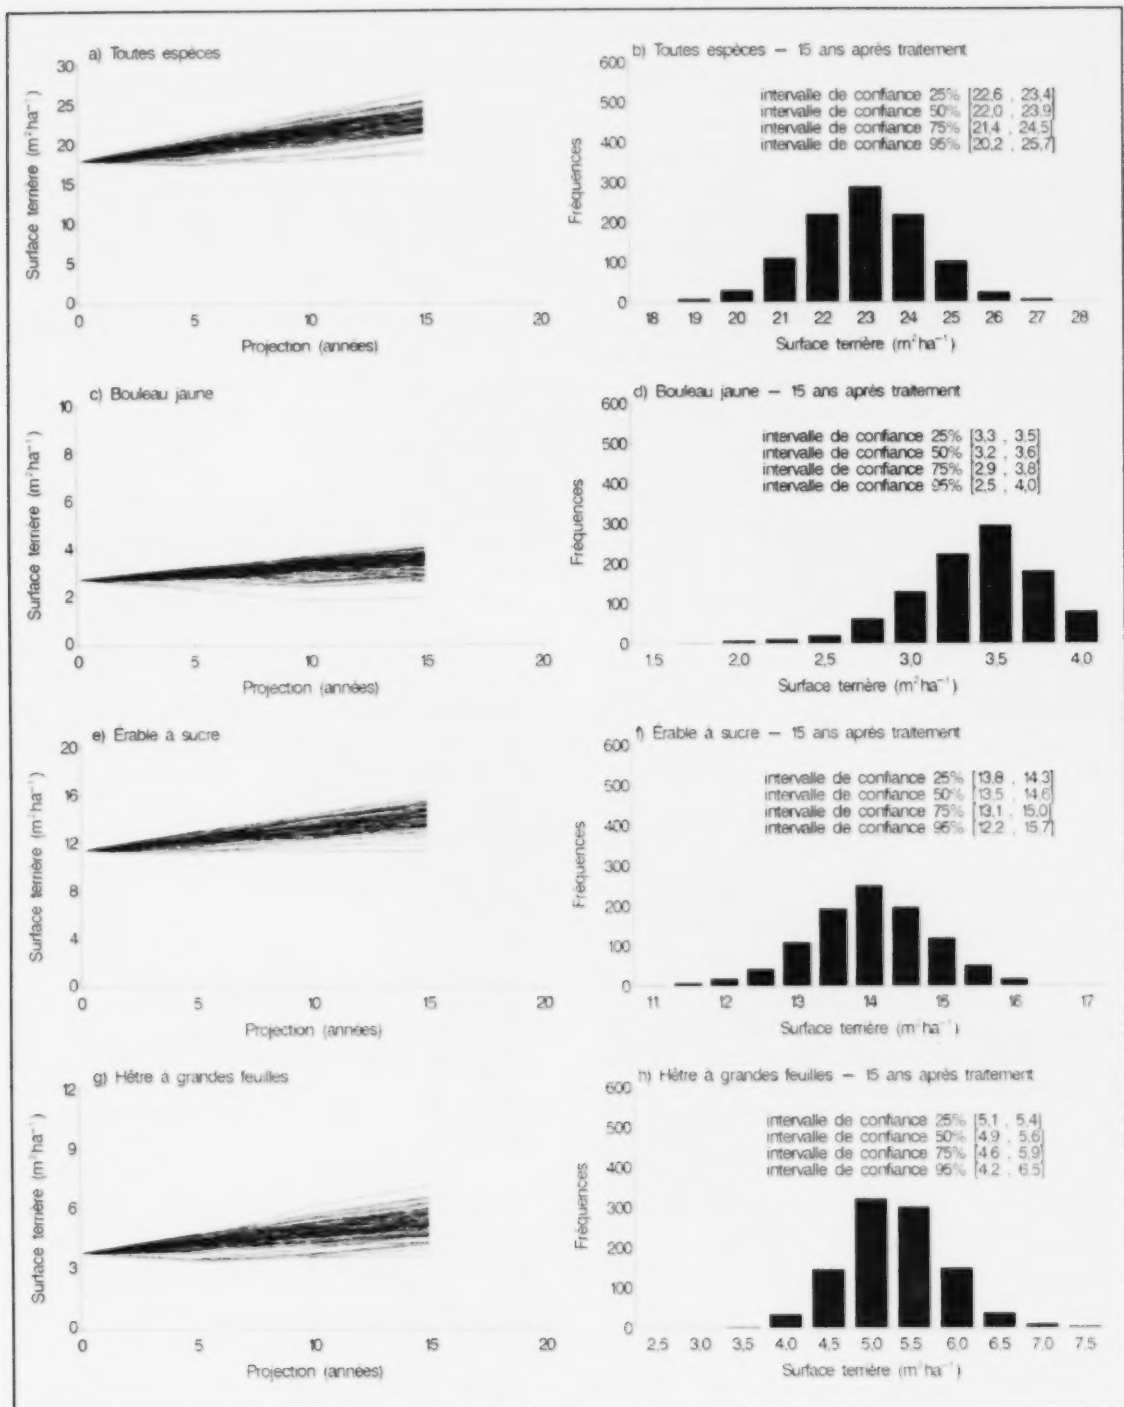 a) Toutes espèces
30
25
20
15
10
5
0
0 5 10 15 20
Surface terrière (m² ha⁻¹)
Projection (années)
b) Toutes espèces – 15 ans après traitement
600
500
400
300
200
100
0
intervalle de confiance 25% [22,6 , 23,4]
intervalle de confiance 50% [22,0 , 23,9]
intervalle de confiance 75% [21,4 , 24,5]
intervalle de confiance 95% [20,2 , 25,7]
Fréquences
18 19 20 21 22 23 24 25 26 27 28
Surface terrière (m² ha⁻¹)
c) Bouleau jaune
10
8
6
4
2
0
0 5 10 15 20
Surface terrière (m² ha⁻¹)
Projection (années)
d) Bouleau jaune – 15 ans après traitement
600
500
400
300
200
100
0
intervalle de confiance 25% [3,3 , 3,5]
intervalle de confiance 50% [3,2 , 3,6]
intervalle de confiance 75% [2,9 , 3,8]
intervalle de confiance 95% [2,5 , 4,0]
Fréquences
1,5 2,0 2,5 3,0 3,5 4,0
Surface terrière (m² ha⁻¹)
e) Érable à sucre
20
16
12
8
4
0
0 5 10 15 20
Surface terrière (m² ha⁻¹)
Projection (années)
f) Érable à sucre – 15 ans après traitement
600
500
400
300
200
100
0
intervalle de confiance 25% [13,8 , 14,3]
intervalle de confiance 50% [13,5 , 14,6]
intervalle de confiance 75% [13,1 , 15,0]
intervalle de confiance 95% [12,2 , 15,7]
Fréquences
11 12 13 14 15 16 17
Surface terrière (m² ha⁻¹)
g) Hêtre à grandes feuilles
12
9
6
3
0
0 5 10 15 20
Surface terrière (m² ha⁻¹)
Projection (années)
h) Hêtre à grandes feuilles – 15 ans après traitement
600
500
400
300
200
100
0
intervalle de confiance 25% [5,1 , 5,4]
intervalle de confiance 50% [4,9 , 5,6]
intervalle de confiance 75% [4,6 , 5,9]
intervalle de confiance 95% [4,2 , 6,5]
Fréquences
2,5 3,0 3,5 4,0 4,5 5,0 5,5 6,0 6,5 7,0 7,5
Surface terrière (m² ha⁻¹)